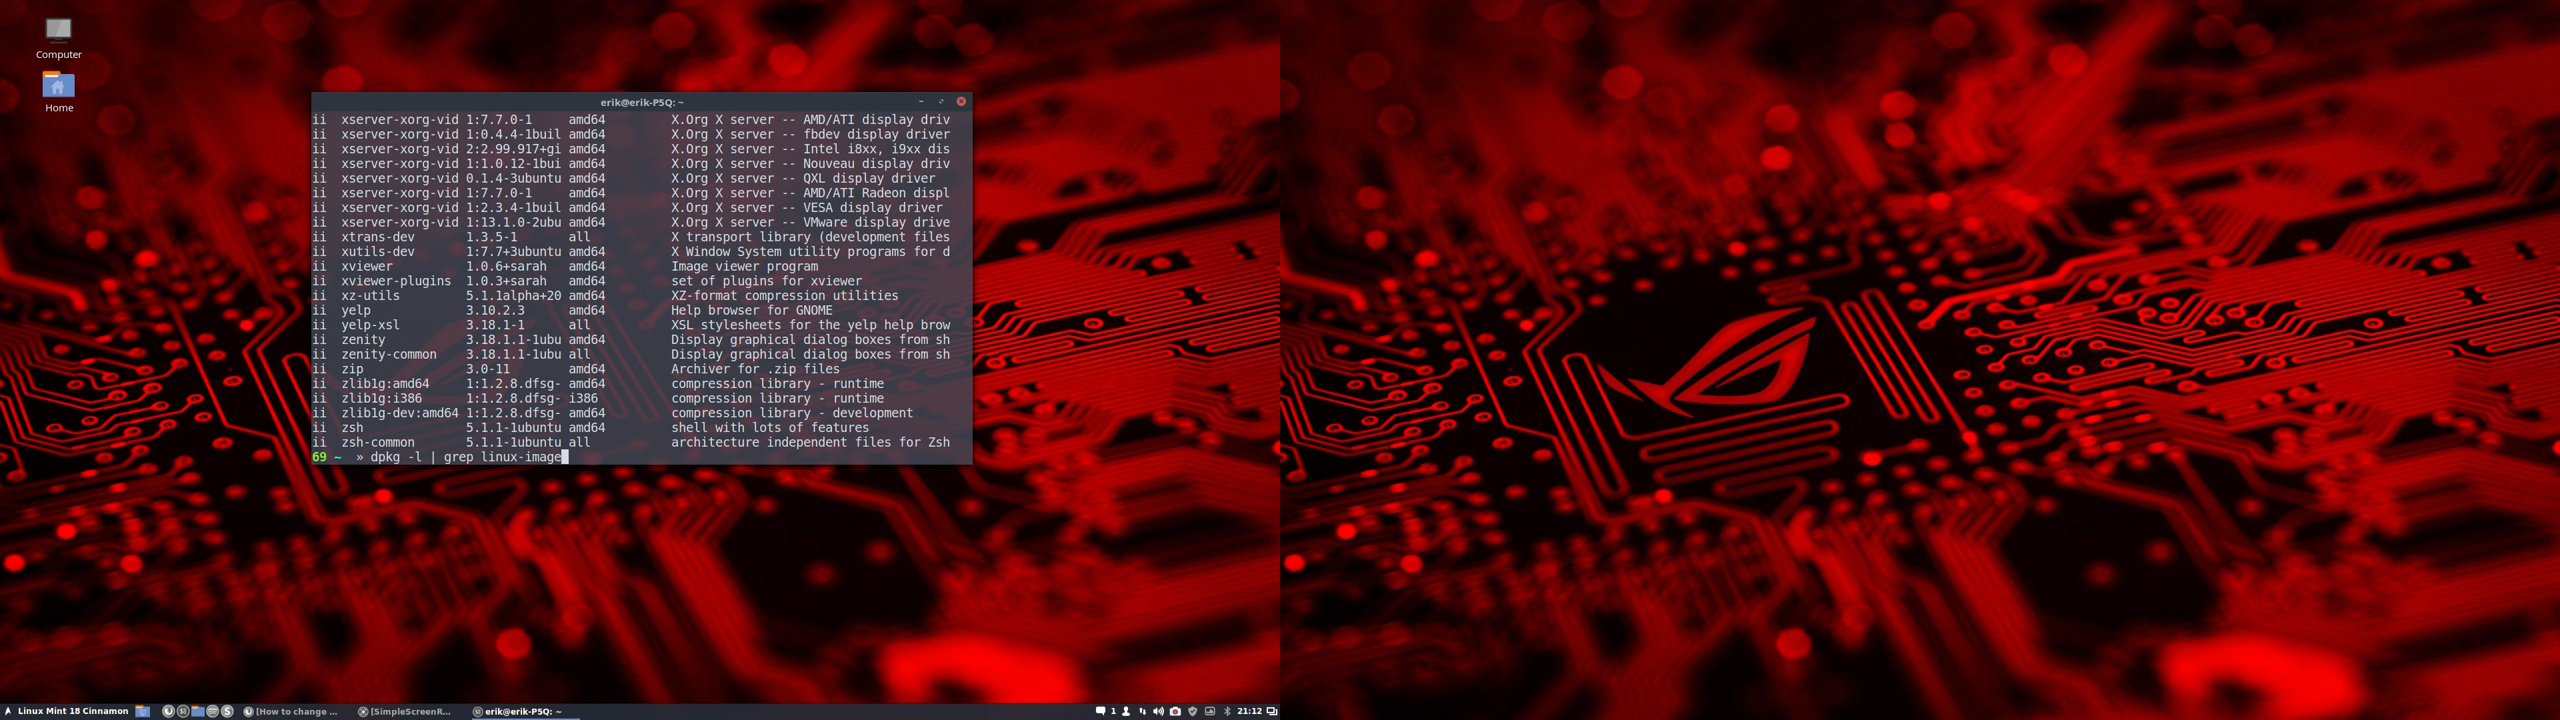 Computer
Home
erik@erik-P5Q: ~
ii  xserver-xorg-vid 1:7.7.0-1     amd64         X.Org X server -- AMD/ATI display driv
ii  xserver-xorg-vid 1:0.4.4-1buil amd64         X.Org X server -- fbdev display driver
ii  xserver-xorg-vid 2:2.99.917+gi amd64         X.Org X server -- Intel i8xx, i9xx dis
ii  xserver-xorg-vid 1:1.0.12-1bui amd64         X.Org X server -- Nouveau display driv
ii  xserver-xorg-vid 0.1.4-3ubuntu amd64         X.Org X server -- QXL display driver
ii  xserver-xorg-vid 1:7.7.0-1     amd64         X.Org X server -- AMD/ATI Radeon displ
ii  xserver-xorg-vid 1:2.3.4-1buil amd64         X.Org X server -- VESA display driver
ii  xserver-xorg-vid 1:13.1.0-2ubu amd64         X.Org X server -- VMware display drive
ii  xtrans-dev       1.3.5-1       all           X transport library (development files
ii  xutils-dev       1:7.7+3ubuntu amd64         X Window System utility programs for d
ii  xviewer          1.0.6+sarah   amd64         Image viewer program
ii  xviewer-plugins  1.0.3+sarah   amd64         set of plugins for xviewer
ii  xz-utils         5.1.1alpha+20 amd64         XZ-format compression utilities
ii  yelp             3.10.2.3      amd64         Help browser for GNOME
ii  yelp-xsl         3.18.1-1      all           XSL stylesheets for the yelp help brow
ii  zenity           3.18.1.1-1ubu amd64         Display graphical dialog boxes from sh
ii  zenity-common    3.18.1.1-1ubu all           Display graphical dialog boxes from sh
ii  zip              3.0-11        amd64         Archiver for .zip files
ii  zlib1g:amd64     1:1.2.8.dfsg- amd64         compression library - runtime
ii  zlib1g:i386      1:1.2.8.dfsg- i386          compression library - runtime
ii  zlib1g-dev:amd64 1:1.2.8.dfsg- amd64         compression library - development
ii  zsh              5.1.1-1ubuntu amd64         shell with lots of features
ii  zsh-common       5.1.1-1ubuntu all           architecture independent files for Zsh
69 ~  » dpkg -l | grep linux-image
Linux Mint 18 Cinnamon [How to change ... [SimpleScreenR... erik@erik-P5Q: ~ 1 21:12